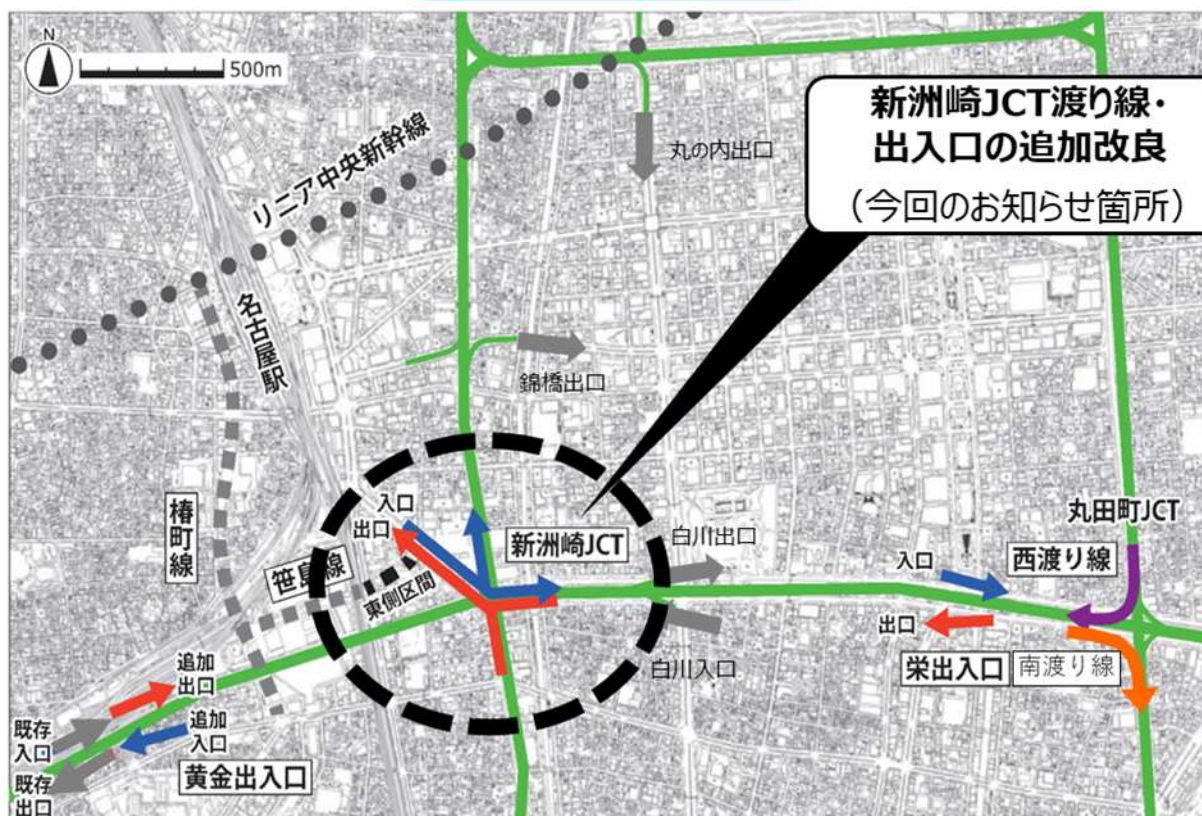 N
500m
新洲崎JCT渡り線・
出入口の追加改良
(今回のお知らせ箇所)
丸の内出口
リニア中央新幹線
名古屋駅
錦橋出口
椿町線
笹島線
東側区間
入口
出口
新洲崎JCT
白川出口
白川入口
丸田町JCT
西渡り線
入口
出口
栄出入口
南渡り線
追加
出口
既存
入口
追加
入口
既存
出口
黄金出入口